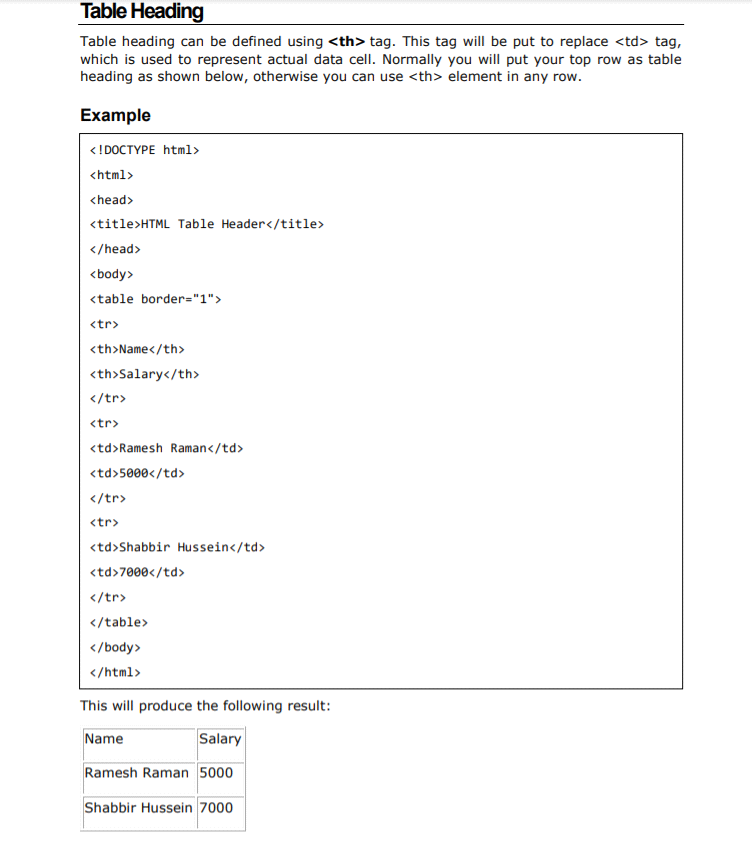 Table Heading
Table heading can be defined using <th> tag. This tag will be put to replace <td> tag,
which is used to represent actual data cell. Normally you will put your top row as table
heading as shown below, otherwise you can use <th> element in any row.
Example
<!DOCTYPE html>
<html>
<head>
<title>HTML Table Header</title>
</head>
<body>
<table border="1">
<tr>
<th>Name</th>
<th>Salary</th>
</tr>
<tr>
<td>Ramesh Raman</td>
<td>5000</td>
</tr>
<tr>
<td>Shabbir Hussein</td>
<td>7000</td>
</tr>
</table>
</body>
</html>
This will produce the following result:
Name Salary
Ramesh Raman 5000
Shabbir Hussein 7000